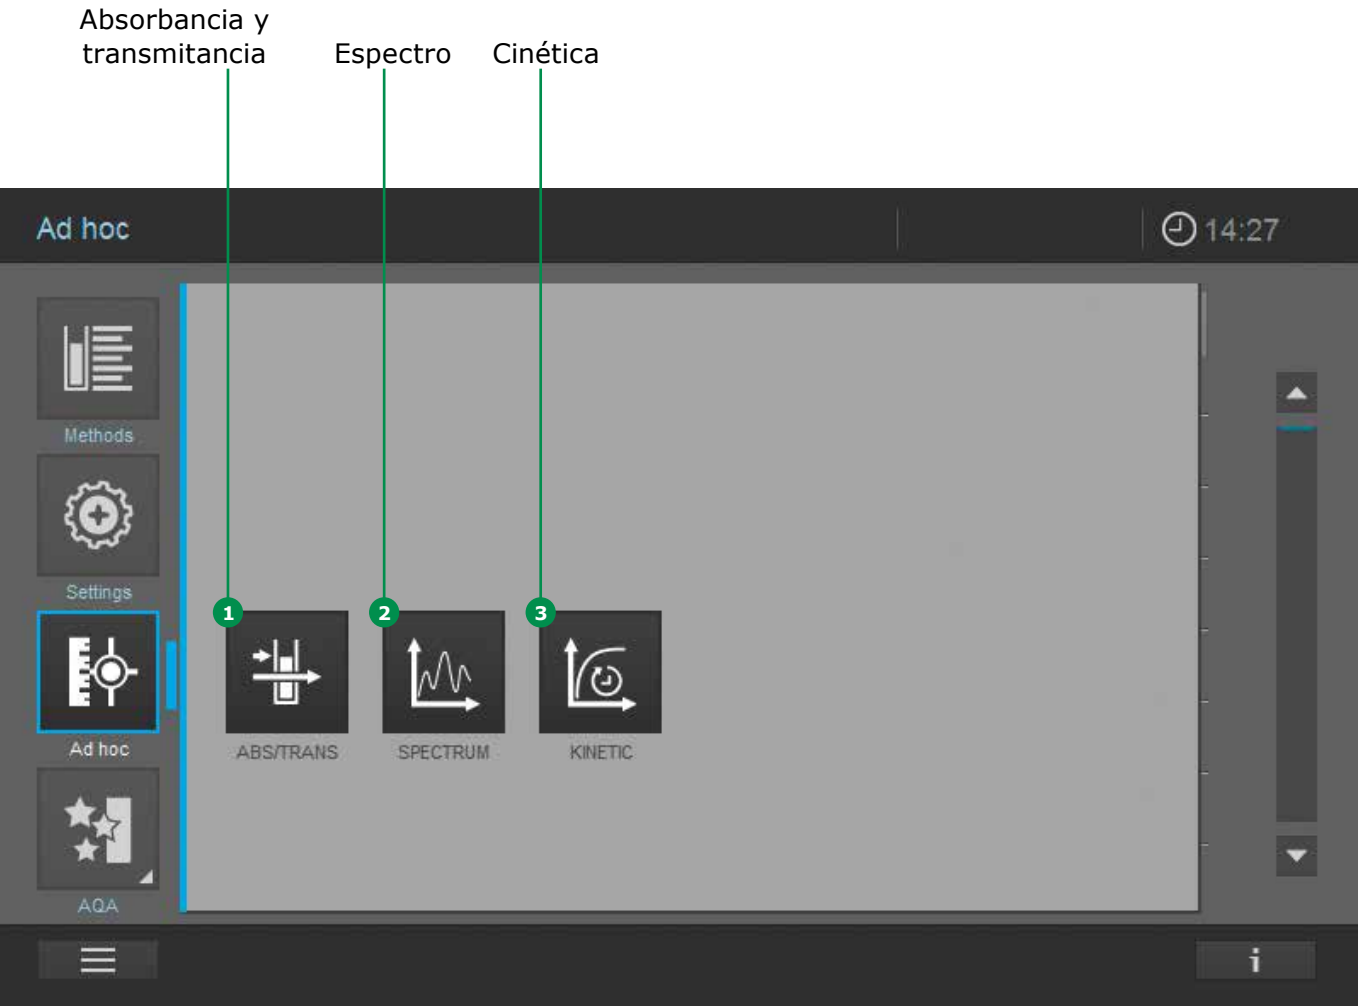 Absorbancia y
transmitancia
Espectro
Cinética
Ad hoc
14:27
Methods
Settings
Ad hoc
AQA
1
2
3
ABS/TRANS
SPECTRUM
KINETIC
i